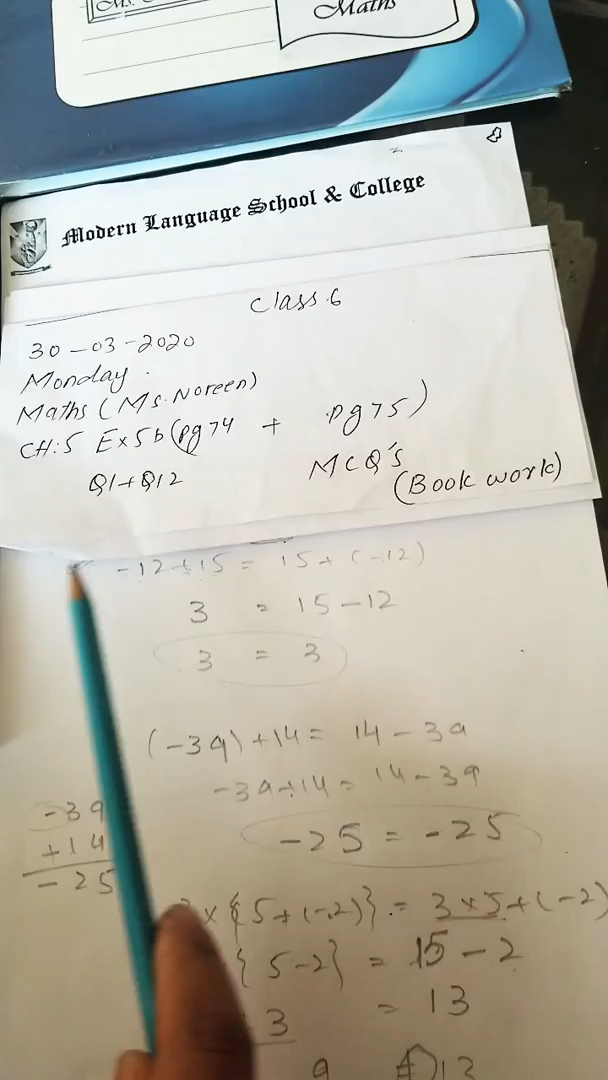 Maths
Modern Language School & College
Class 6
30-03-2020
Monday.
Maths (Ms. Noreen)
CH:5 Ex 5b (pg 74 + pg 75)
Q1 + Q12 MCQ's
(Book work)
-12+15 = 15+(-12)
3 = 15-12
3 = 3
(-39)+14 = 14-39
-39+14 = 14-39
-25 = -25
-39
+14
-25
x{5+(-2)} = 3x5+(-2)
{5-2} = 15-2
3 = 13
9 13